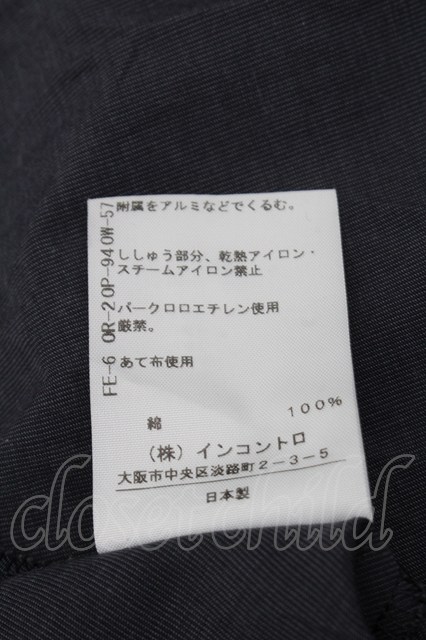 附属をアルミなどでくるむ。
ししゅう部分、乾熱アイロン・
スチームアイロン禁止
パークロロエチレン使用
厳禁。
あて布使用
綿 100%
(株)インコントロ
大阪市中央区淡路町2-3-5
日本製
FE-6 OR-20P-940W-57
closet child